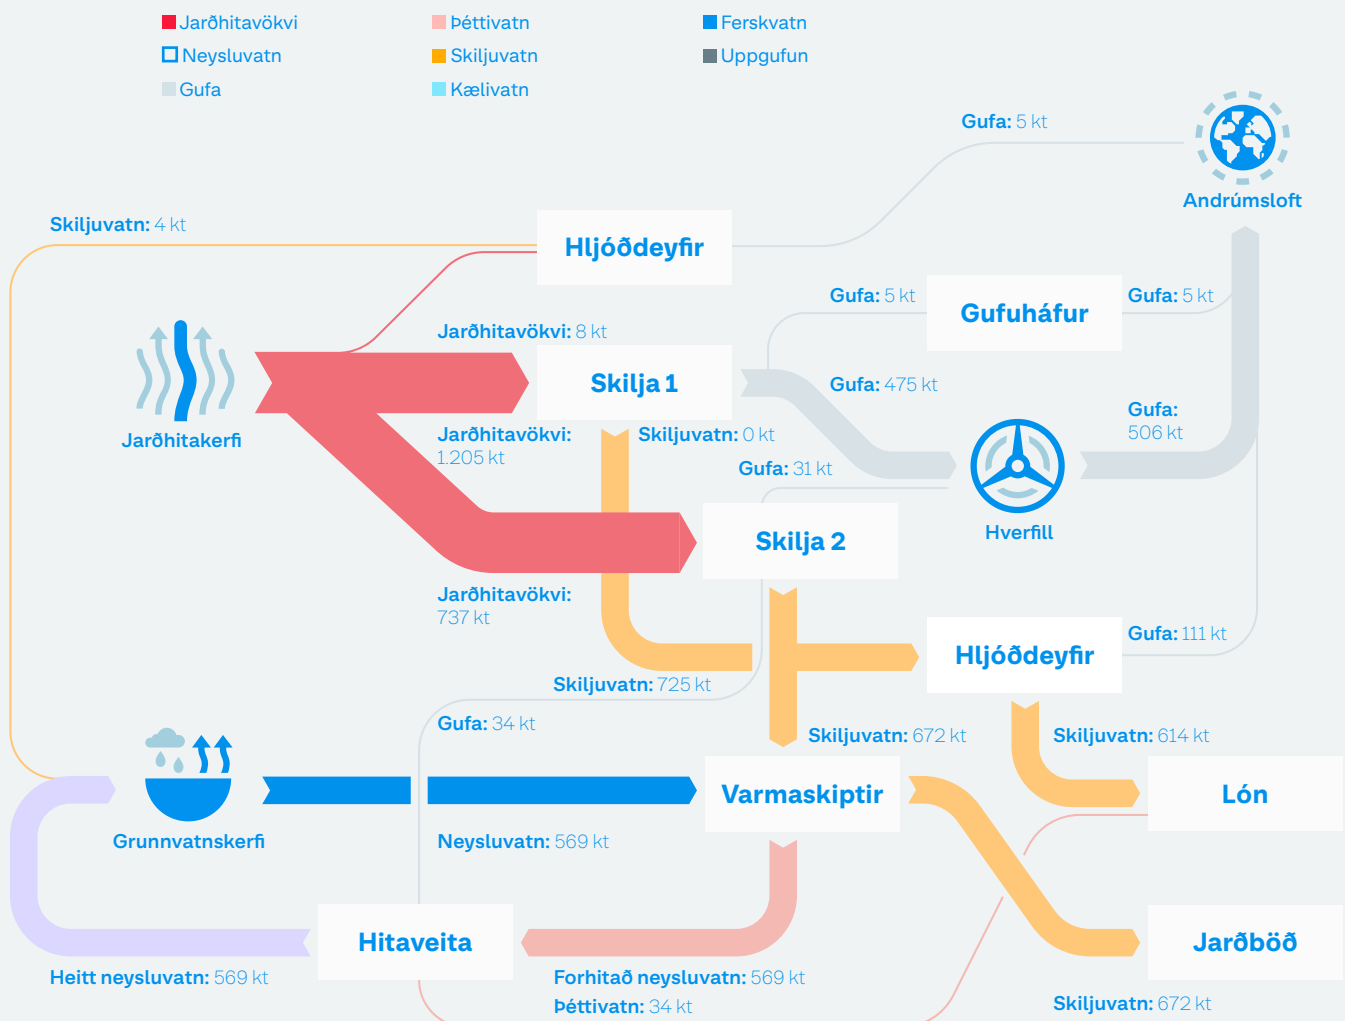 Jarðhitavökvi
Þéttivatn
Ferskvatn
Neysluvatn
Skiljuvatn
Uppgufun
Gufa
Kælivatn
Gufa: 5 kt
Andrúmsloft
Skiljuvatn: 4 kt
Hljóðdeyfir
Gufa: 5 kt
Gufuháfur
Gufa: 5 kt
Jarðhitavökvi: 8 kt
Skilja 1
Gufa: 475 kt
Jarðhitakerfi
Jarðhitavökvi:
1.205 kt
Skiljuvatn: 0 kt
Gufa:
506 kt
Gufa: 31 kt
Hverfill
Skilja 2
Jarðhitavökvi:
737 kt
Hljóðdeyfir
Gufa: 111 kt
Skiljuvatn: 725 kt
Gufa: 34 kt
Skiljuvatn: 672 kt
Skiljuvatn: 614 kt
Varmaskiptir
Lón
Grunnvatnskerfi
Neysluvatn: 569 kt
Hitaveita
Jarðböð
Heitt neysluvatn: 569 kt
Forhitað neysluvatn: 569 kt
Þéttivatn: 34 kt
Skiljuvatn: 672 kt